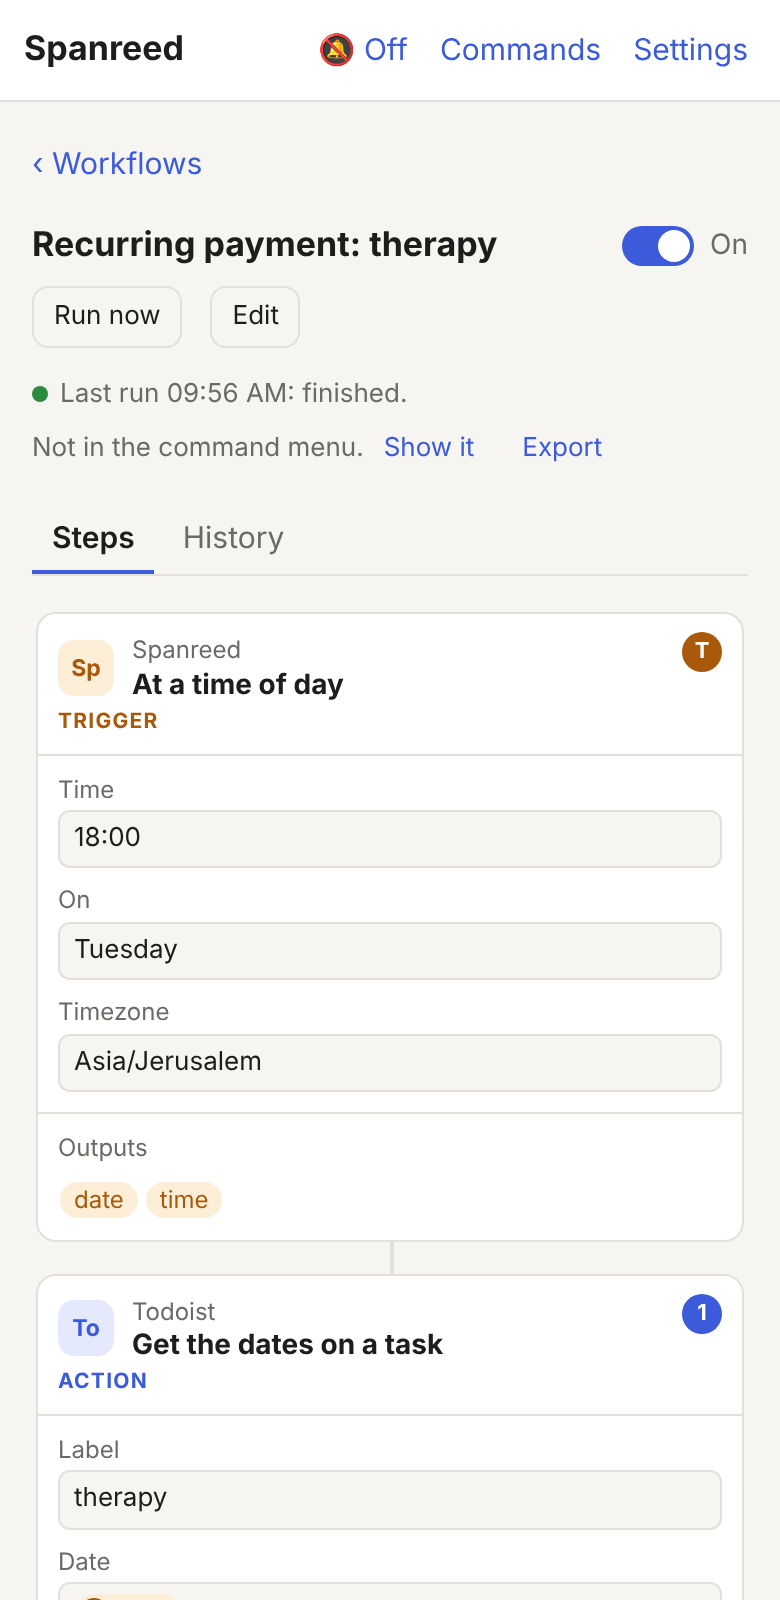 Spanreed
Off Commands Settings
‹ Workflows
Recurring payment: therapy
On
Run now Edit
Last run 09:56 AM: finished.
Not in the command menu. Show it Export
Steps History
Sp
Spanreed
At a time of day
T
TRIGGER
Time
18:00
On
Tuesday
Timezone
Asia/Jerusalem
Outputs
date time
To
Todoist
Get the dates on a task
1
ACTION
Label
therapy
Date